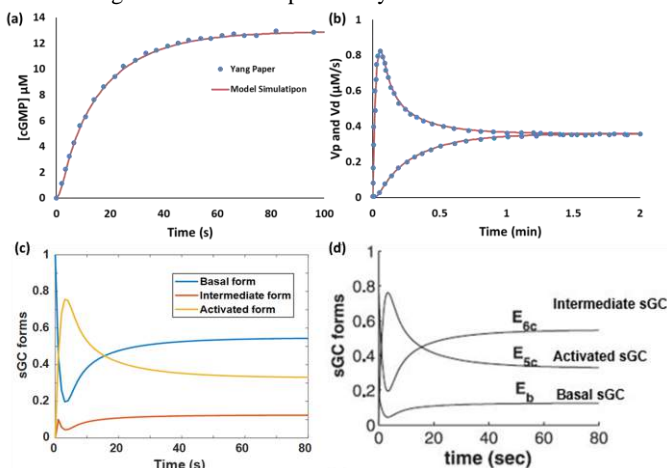 (a)
14
12
10
8
6
4
2
0
[cGMP] µM
Yang Paper
Model Simulatipon
0 20 40 60 80 100
Time (s)
(b)
1
0.8
0.6
0.4
0.2
0
Vp and Vd (µM/s)
0 0.5 1 1.5 2
Time (min)
(c)
1
0.8
0.6
0.4
0.2
0
sGC forms
Basal form
Intermediate form
Activated form
0 20 40 60 80
Time (s)
(d)
1
0.8
0.6
0.4
0.2
0
sGC forms
E6c
Intermediate sGC
E5c
Activated sGC
Eb
Basal sGC
0 20 40 60 80
time (sec)